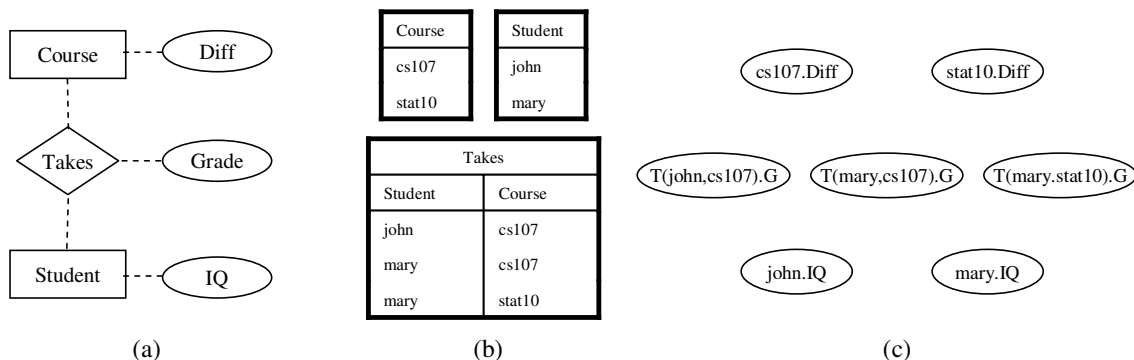 Course
Diff
Takes
Grade
Student
IQ
(a)
Course
cs107
stat10
Student
john
mary
Takes
Student Course
john cs107
mary cs107
mary stat10
(b)
cs107.Diff stat10.Diff
T(john,cs107).G T(mary,cs107).G T(mary.stat10).G
john.IQ mary.IQ
(c)